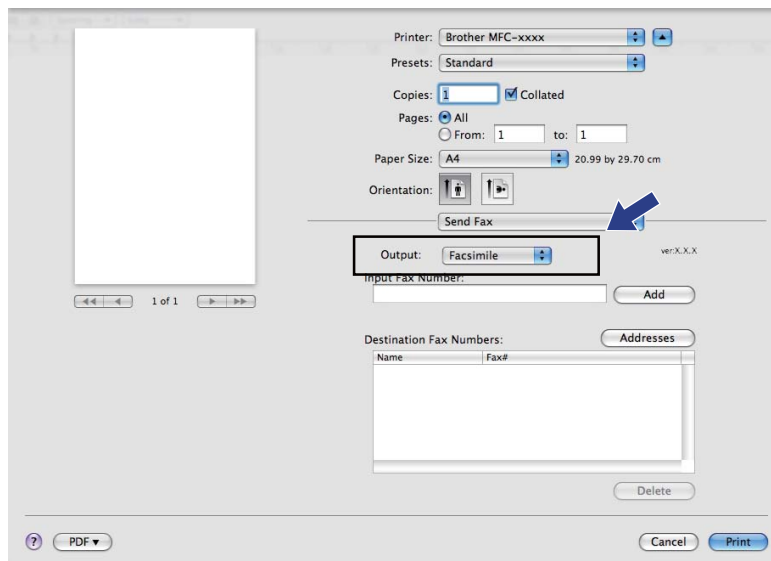 Printer: Brother MFC-xxxx
Presets: Standard
Copies: 1 Collated
Pages: All
From: 1 to: 1
Paper Size: A4 20.99 by 29.70 cm
Orientation:
Send Fax
Output: Facsimile ver:X.X.X
Input Fax Number:
Add
1 of 1
Destination Fax Numbers: Addresses
Name Fax#
Delete
? PDF Cancel Print